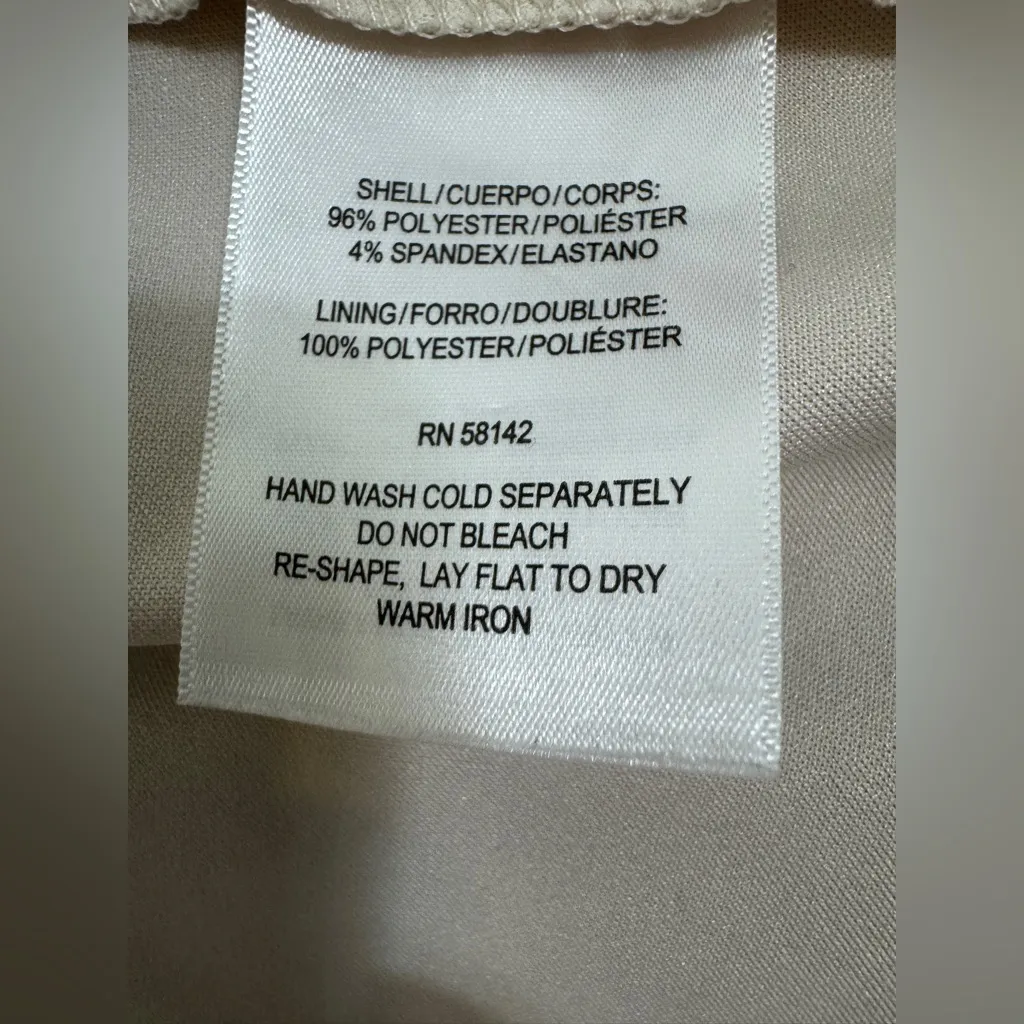 SHELL/CUERPO/CORPS:
96% POLYESTER/POLIÉSTER
4% SPANDEX/ELASTANO
LINING/FORRO/DOUBLURE:
100% POLYESTER/POLIÉSTER
RN 58142
HAND WASH COLD SEPARATELY
DO NOT BLEACH
RE-SHAPE, LAY FLAT TO DRY
WARM IRON